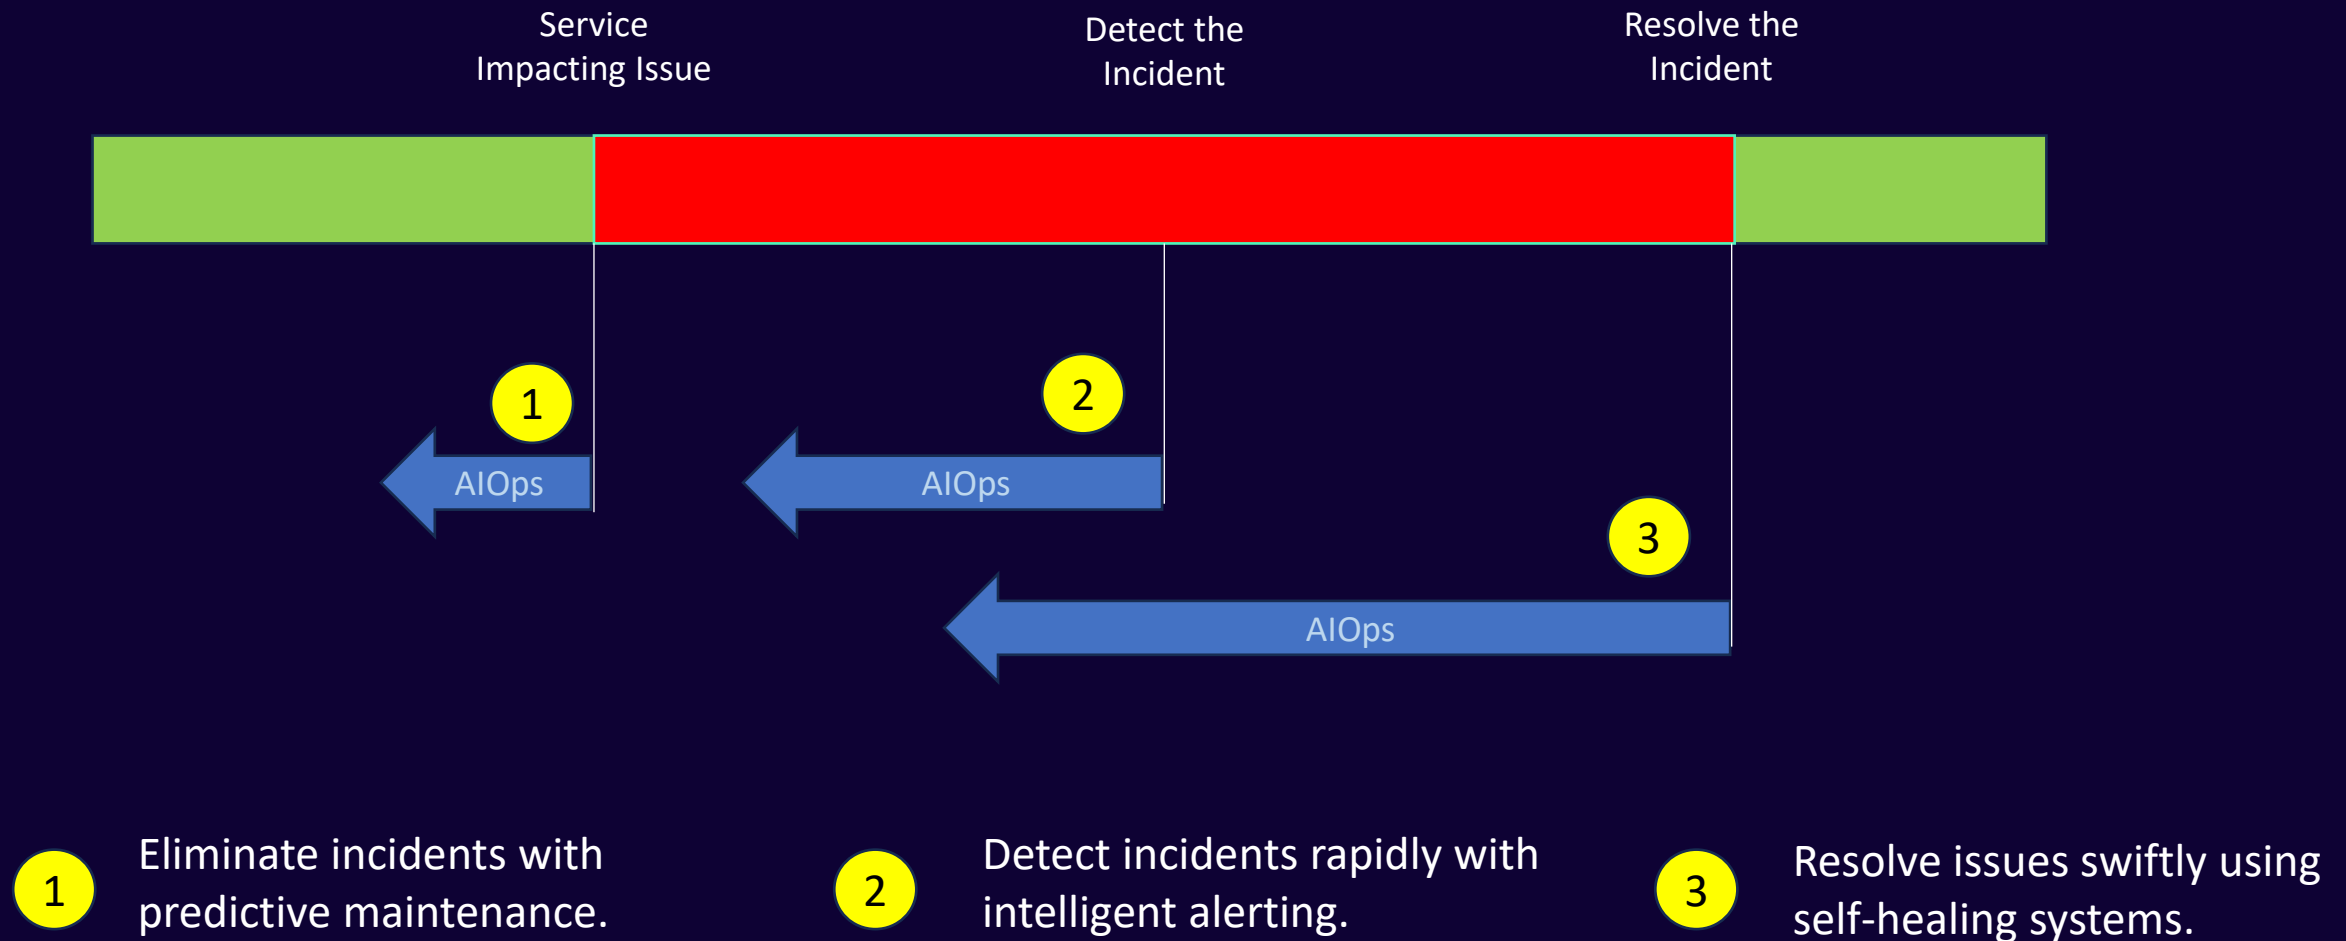 Service
Impacting Issue
Detect the
Incident
Resolve the
Incident
1
2
AIOps
AIOps
3
AIOps
1
Eliminate incidents with
predictive maintenance.
2
Detect incidents rapidly with
intelligent alerting.
3
Resolve issues swiftly using
self-healing systems.